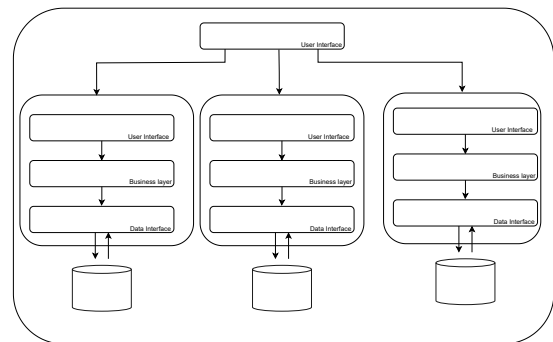 User Interface
User Interface
User Interface
User Interface
Business layer
Business layer
Business layer
Data Interface
Data Interface
Data Interface